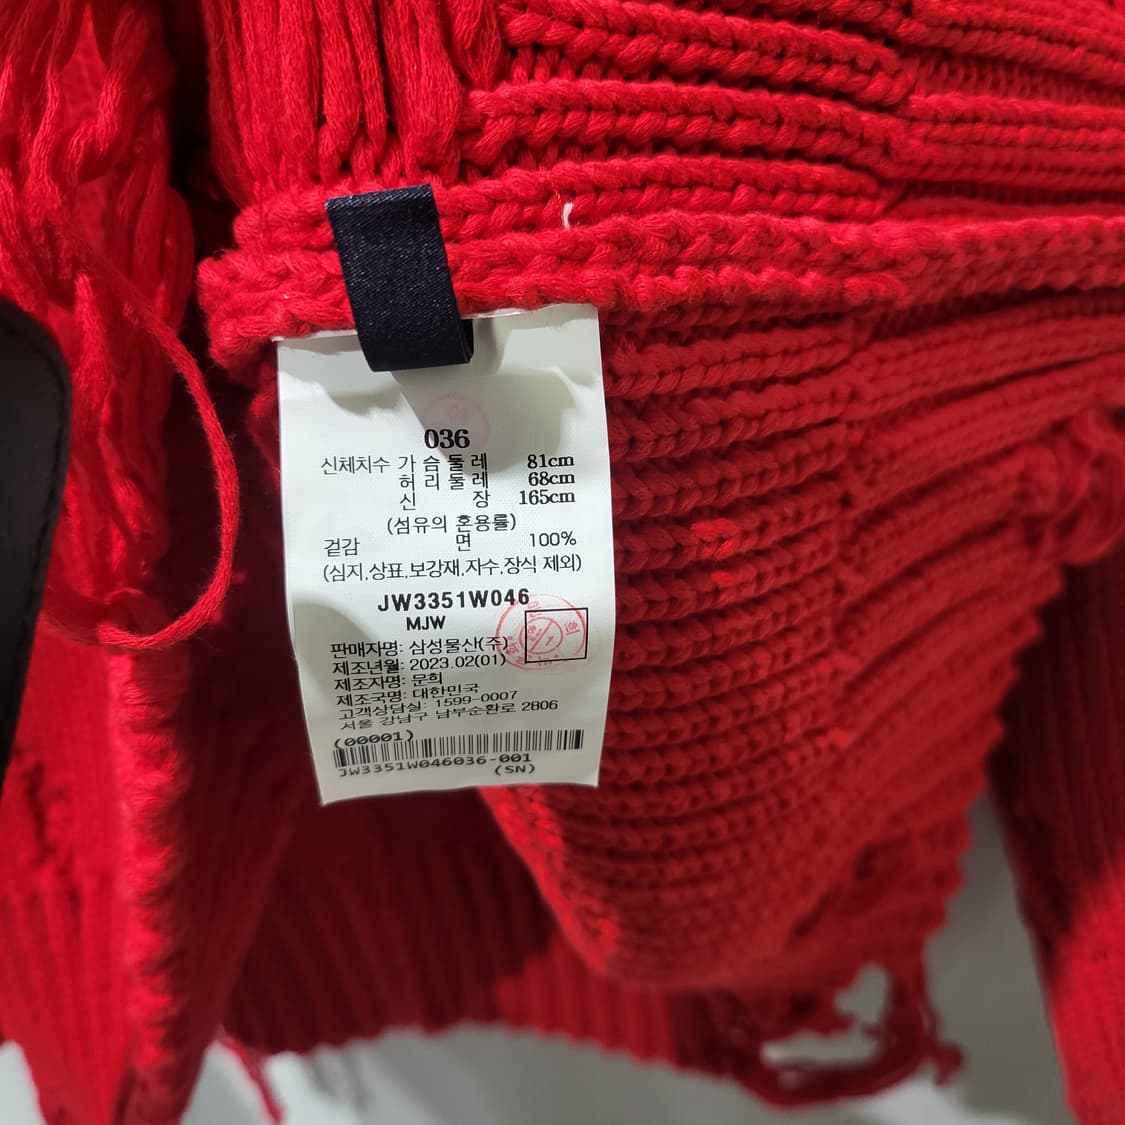 036
신체치수 가 슴 둘 레 81cm
허 리 둘 레 68cm
신 장 165cm
(섬유의 혼용률)
겉감 면 100%
(심지,상표,보강재,자수,장식 제외)
JW3351W046
MJW
판매자명: 삼성물산(주)
제조년월: 2023.02(01)
제조자명: 문희
제조국명: 대한민국
고객상담실: 1599-0007
서울 강남구 남부순환로 2806
(00001)
JW3351W046036-001
(SN)